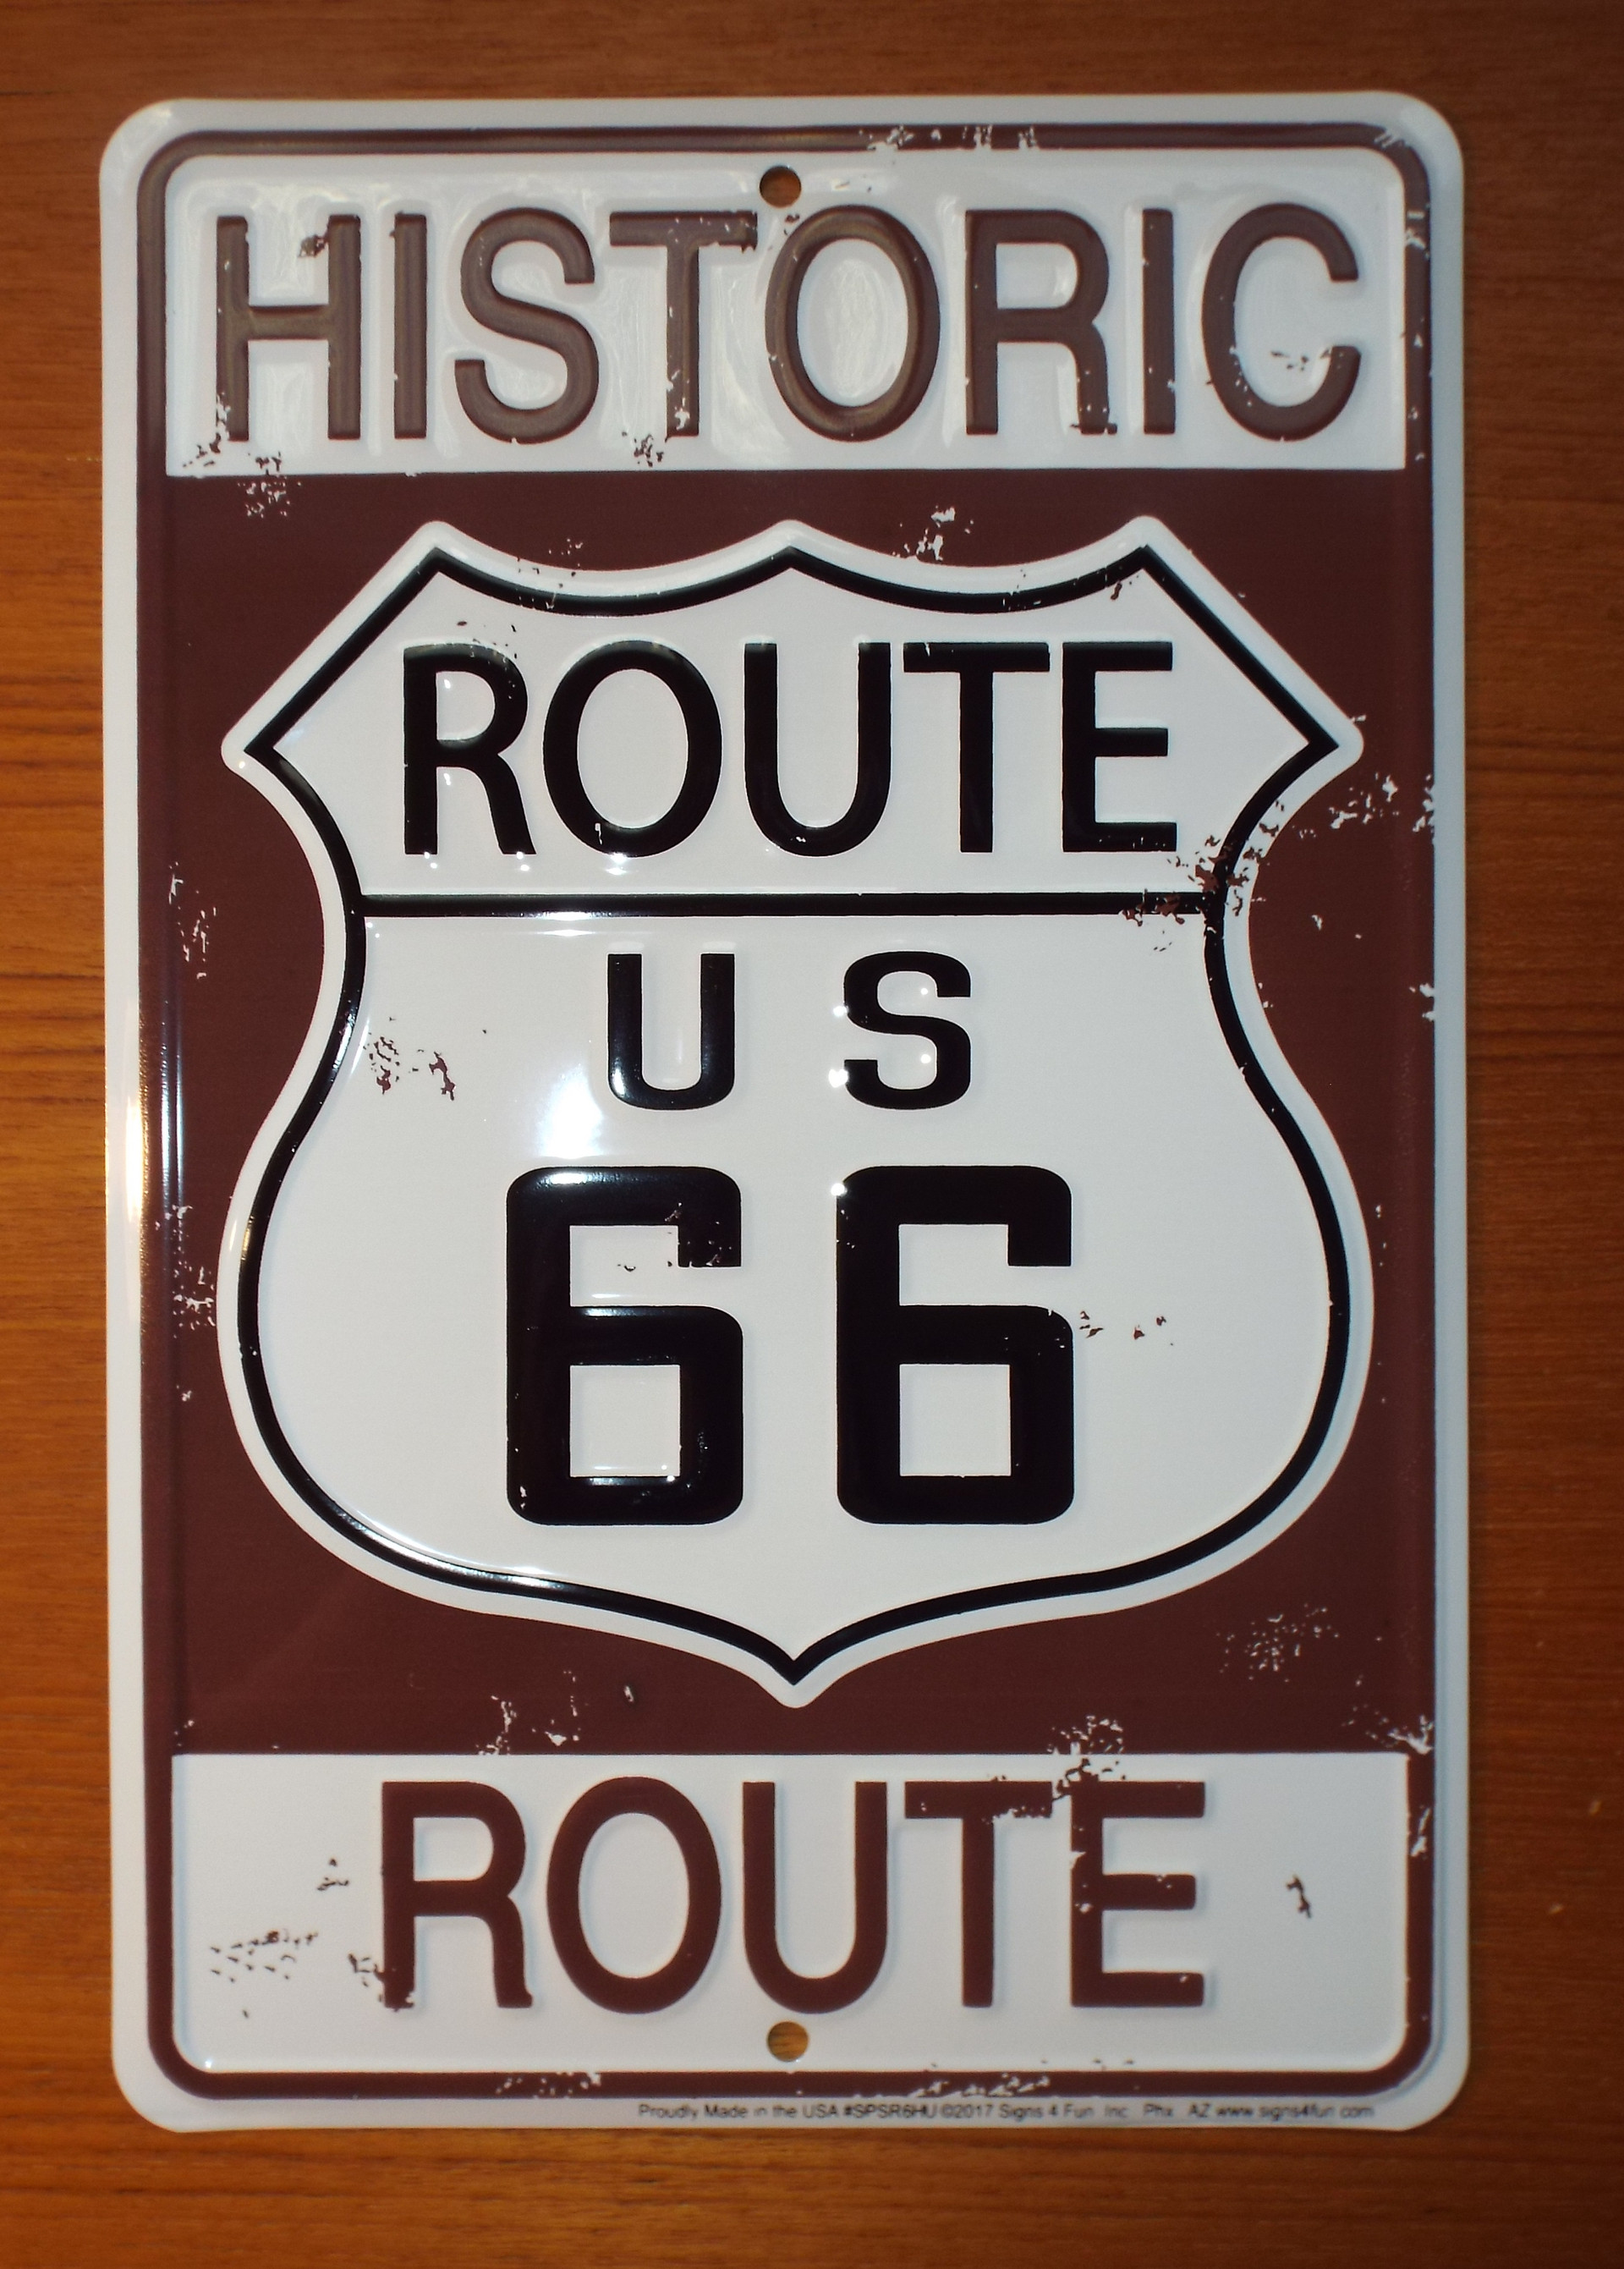 HISTORIC
ROUTE
U S
66
ROUTE
Proudly Made in the USA #SPSR6HU ©2017 Signs 4 Fun Inc Phx AZ www.signs4fun.com